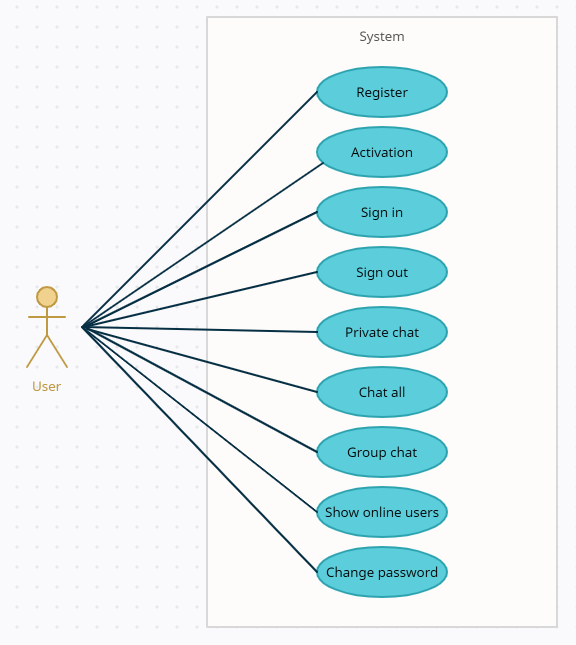 System
Register
Activation
Sign in
Sign out
Private chat
Chat all
Group chat
Show online users
Change password
User